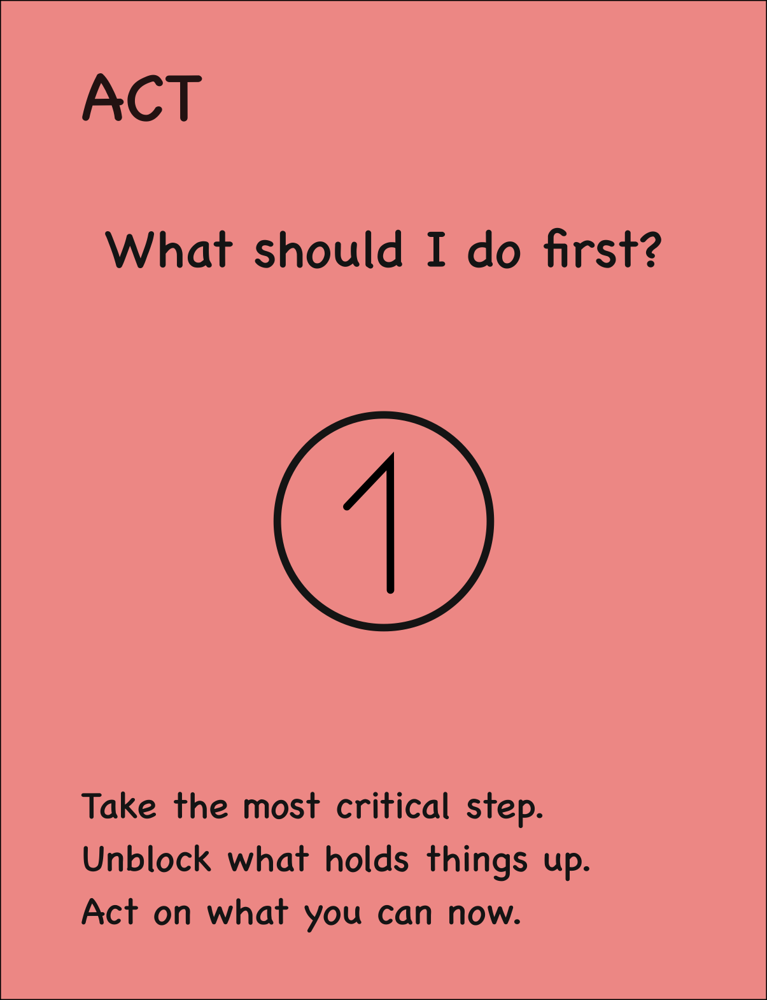 ACT
What should I do first?
1
Take the most critical step.
Unblock what holds things up.
Act on what you can now.